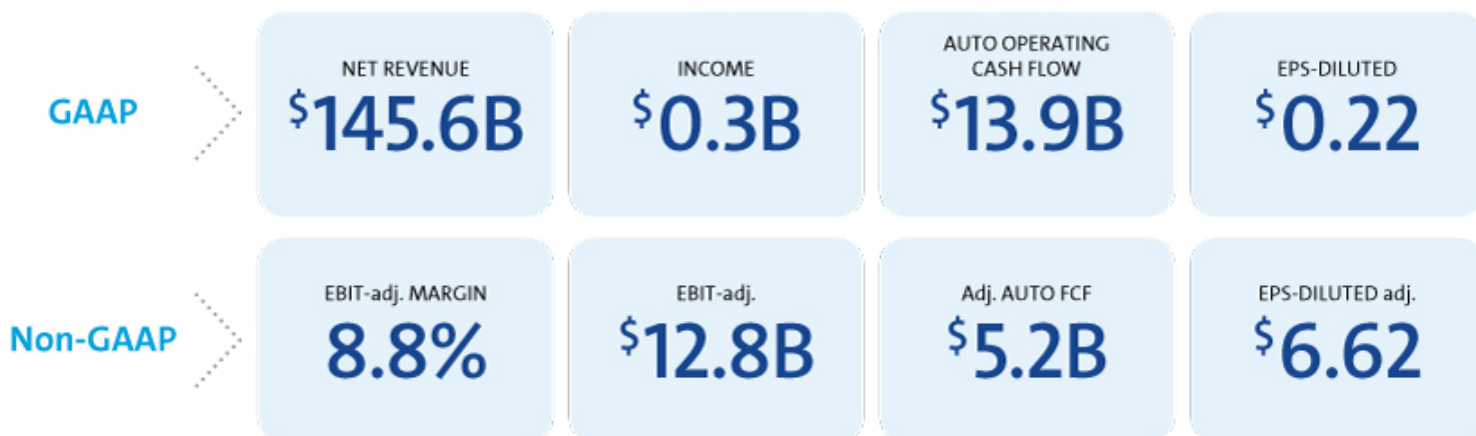 GAAP
NET REVENUE
$145.6B
INCOME
$0.3B
AUTO OPERATING
CASH FLOW
$13.9B
EPS-DILUTED
$0.22
Non-GAAP
EBIT-adj. MARGIN
8.8%
EBIT-adj.
$12.8B
Adj. AUTO FCF
$5.2B
EPS-DILUTED adj.
$6.62